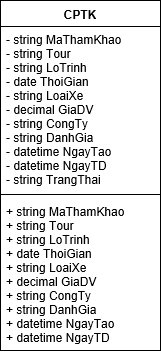 CPTK
- string MaThamKhao
- string Tour
- string LoTrinh
- date ThoiGian
- string LoaiXe
- decimal GiaDV
- string CongTy
- string DanhGia
- datetime NgayTao
- datetime NgayTD
- string TrangThai
+ string MaThamKhao
+ string Tour
+ string LoTrinh
+ date ThoiGian
+ string LoaiXe
+ decimal GiaDV
+ string CongTy
+ string DanhGia
+ datetime NgayTao
+ datetime NgayTD